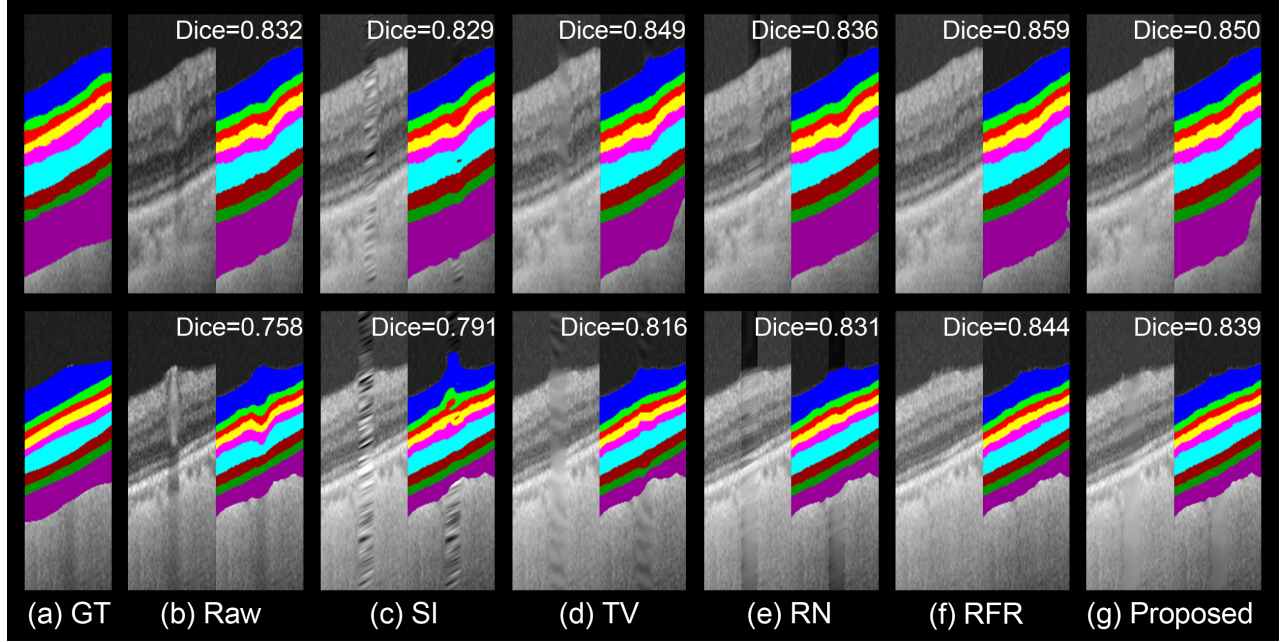 Dice=0.832 Dice=0.829 Dice=0.849 Dice=0.836 Dice=0.859 Dice=0.850
Dice=0.758 Dice=0.791 Dice=0.816 Dice=0.831 Dice=0.844 Dice=0.839
(a) GT (b) Raw (c) SI (d) TV (e) RN (f) RFR (g) Proposed